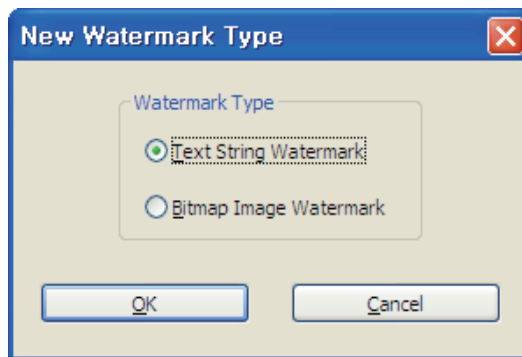 New Watermark Type
Watermark Type
Text String Watermark
Bitmap Image Watermark
OK
Cancel